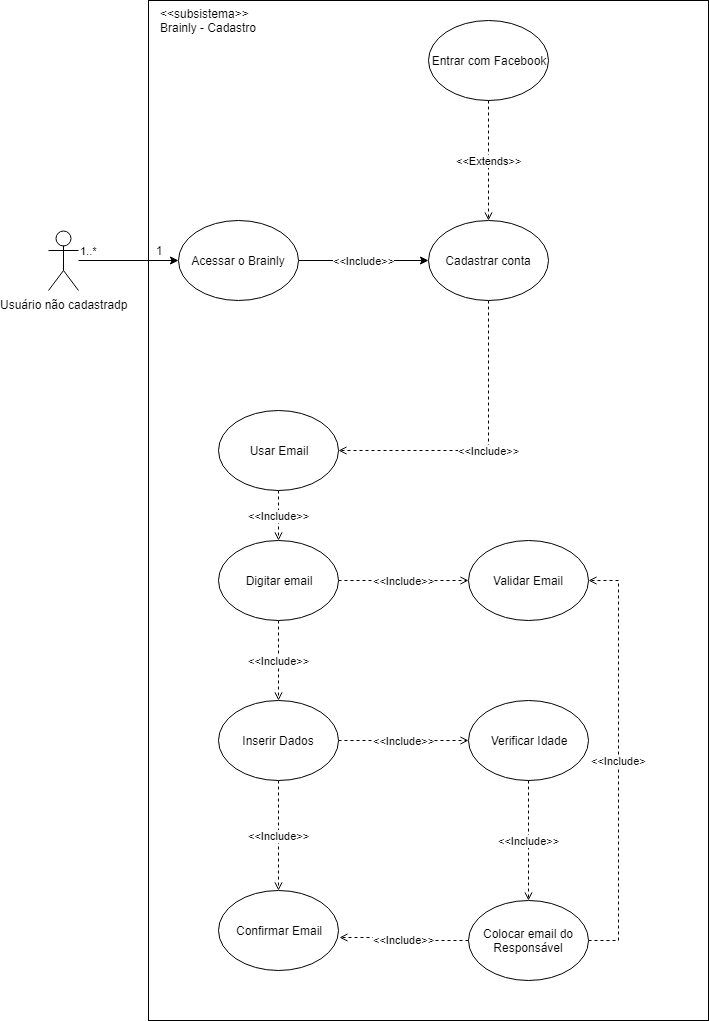 <<subsistema>>
Brainly - Cadastro
Entrar com Facebook
<<Extends>>
1..*
1
Acessar o Brainly
<<Include>>
Cadastrar conta
Usuário não cadastradp
Usar Email
<<Include>>
<<Include>>
Digitar email
<<Include>>
Validar Email
<<Include>>
Inserir Dados
<<Include>>
Verificar Idade
<<Include>
<<Include>>
<<Include>>
Confirmar Email
<<Include>>
Colocar email do
Responsável